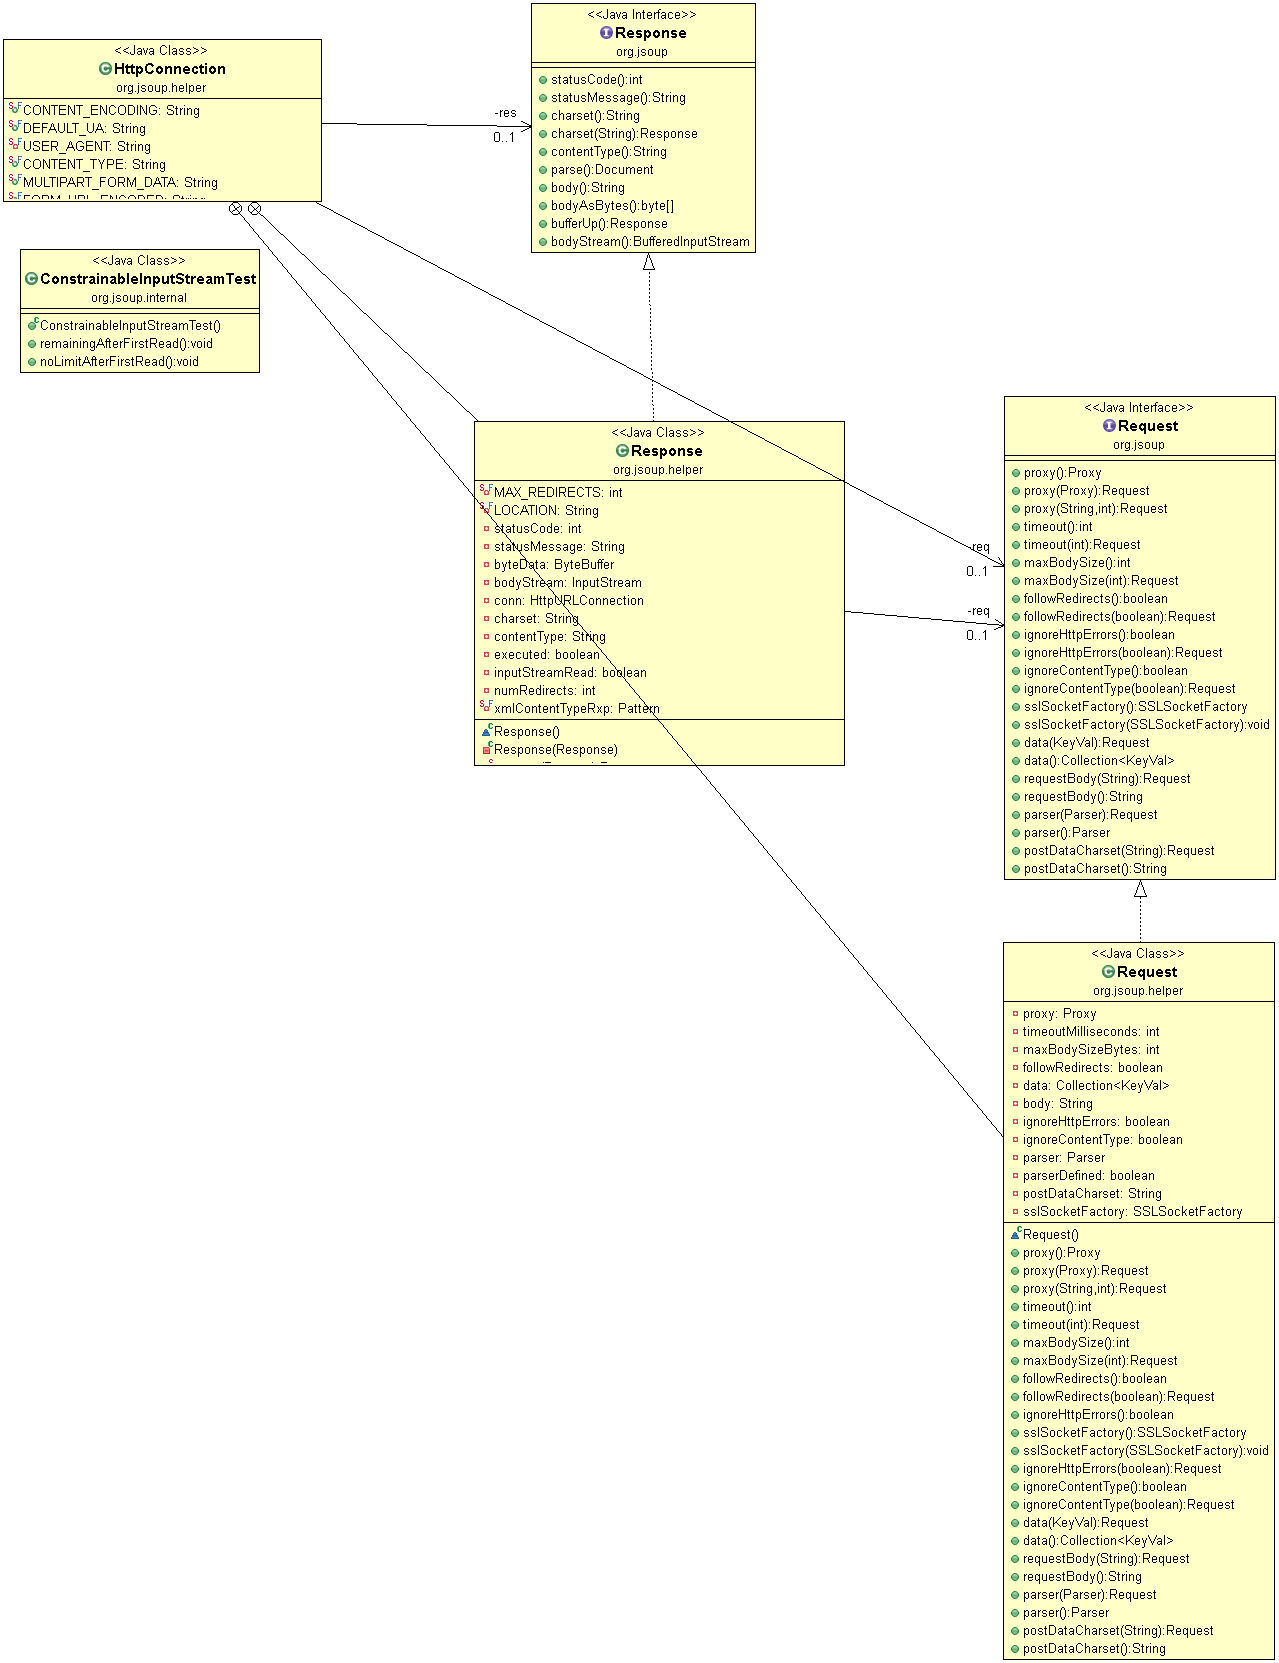 <<Java Class>>
HttpConnection
org.jsoup.helper
CONTENT_ENCODING: String
DEFAULT_UA: String
USER_AGENT: String
CONTENT_TYPE: String
MULTIPART_FORM_DATA: String
FORM_URL_ENCODED: String
<<Java Interface>>
Response
org.jsoup
statusCode():int
statusMessage():String
charset():String
charset(String):Response
contentType():String
parse():Document
body():String
bodyAsBytes():byte[]
bufferUp():Response
bodyStream():BufferedInputStream
-res
0..1
<<Java Class>>
ConstrainableInputStreamTest
org.jsoup.internal
ConstrainableInputStreamTest()
remainingAfterFirstRead():void
noLimitAfterFirstRead():void
<<Java Class>>
Response
org.jsoup.helper
MAX_REDIRECTS: int
LOCATION: String
statusCode: int
statusMessage: String
byteData: ByteBuffer
bodyStream: InputStream
conn: HttpURLConnection
charset: String
contentType: String
executed: boolean
inputStreamRead: boolean
numRedirects: int
xmlContentTypeRxp: Pattern
Response()
Response(Response)
-req
0..1
-req
0..1
<<Java Interface>>
Request
org.jsoup
proxy():Proxy
proxy(Proxy):Request
proxy(String,int):Request
timeout():int
timeout(int):Request
maxBodySize():int
maxBodySize(int):Request
followRedirects():boolean
followRedirects(boolean):Request
ignoreHttpErrors():boolean
ignoreHttpErrors(boolean):Request
ignoreContentType():boolean
ignoreContentType(boolean):Request
sslSocketFactory():SSLSocketFactory
sslSocketFactory(SSLSocketFactory):void
data(KeyVal):Request
data():Collection<KeyVal>
requestBody(String):Request
requestBody():String
parser(Parser):Request
parser():Parser
postDataCharset(String):Request
postDataCharset():String
<<Java Class>>
Request
org.jsoup.helper
proxy: Proxy
timeoutMilliseconds: int
maxBodySizeBytes: int
followRedirects: boolean
data: Collection<KeyVal>
body: String
ignoreHttpErrors: boolean
ignoreContentType: boolean
parser: Parser
parserDefined: boolean
postDataCharset: String
sslSocketFactory: SSLSocketFactory
Request()
proxy():Proxy
proxy(Proxy):Request
proxy(String,int):Request
timeout():int
timeout(int):Request
maxBodySize():int
maxBodySize(int):Request
followRedirects():boolean
followRedirects(boolean):Request
ignoreHttpErrors():boolean
sslSocketFactory():SSLSocketFactory
sslSocketFactory(SSLSocketFactory):void
ignoreHttpErrors(boolean):Request
ignoreContentType():boolean
ignoreContentType(boolean):Request
data(KeyVal):Request
data():Collection<KeyVal>
requestBody(String):Request
requestBody():String
parser(Parser):Request
parser():Parser
postDataCharset(String):Request
postDataCharset():String